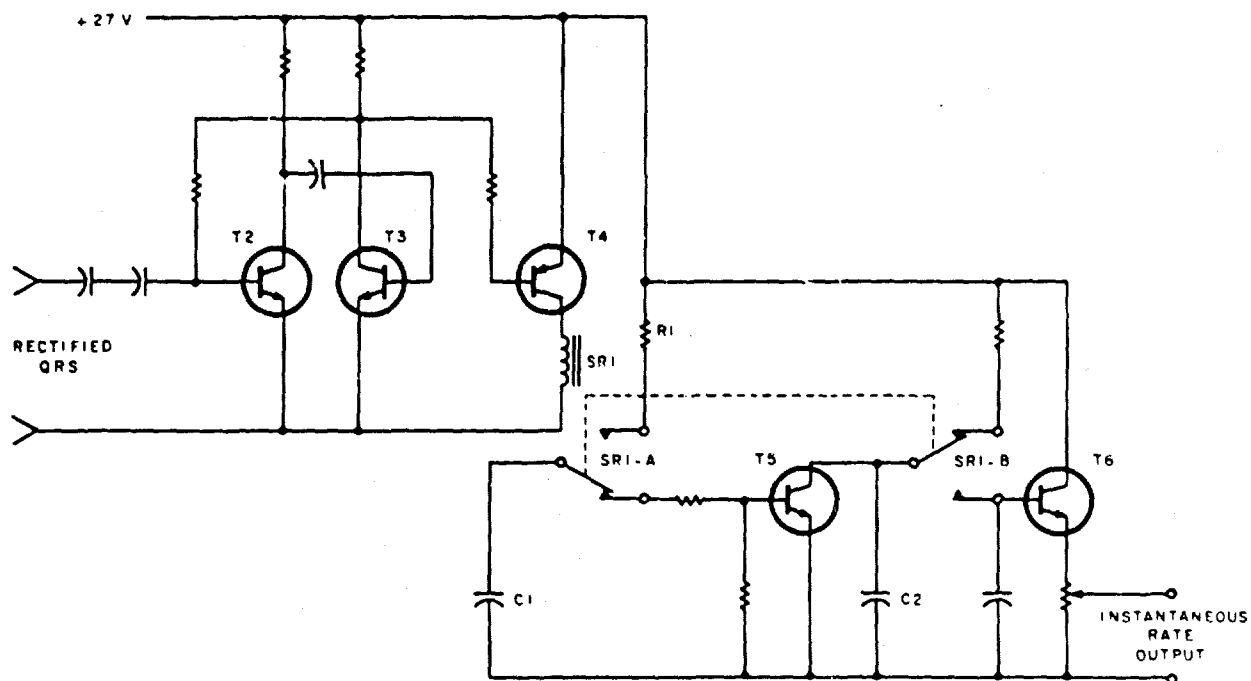 + 27 V
T2
T3
T4
RECTIFIED
QRS
SR1
R1
SR1-A
T5
SR1-B
T6
C1
C2
INSTANTANEOUS
RATE
OUTPUT